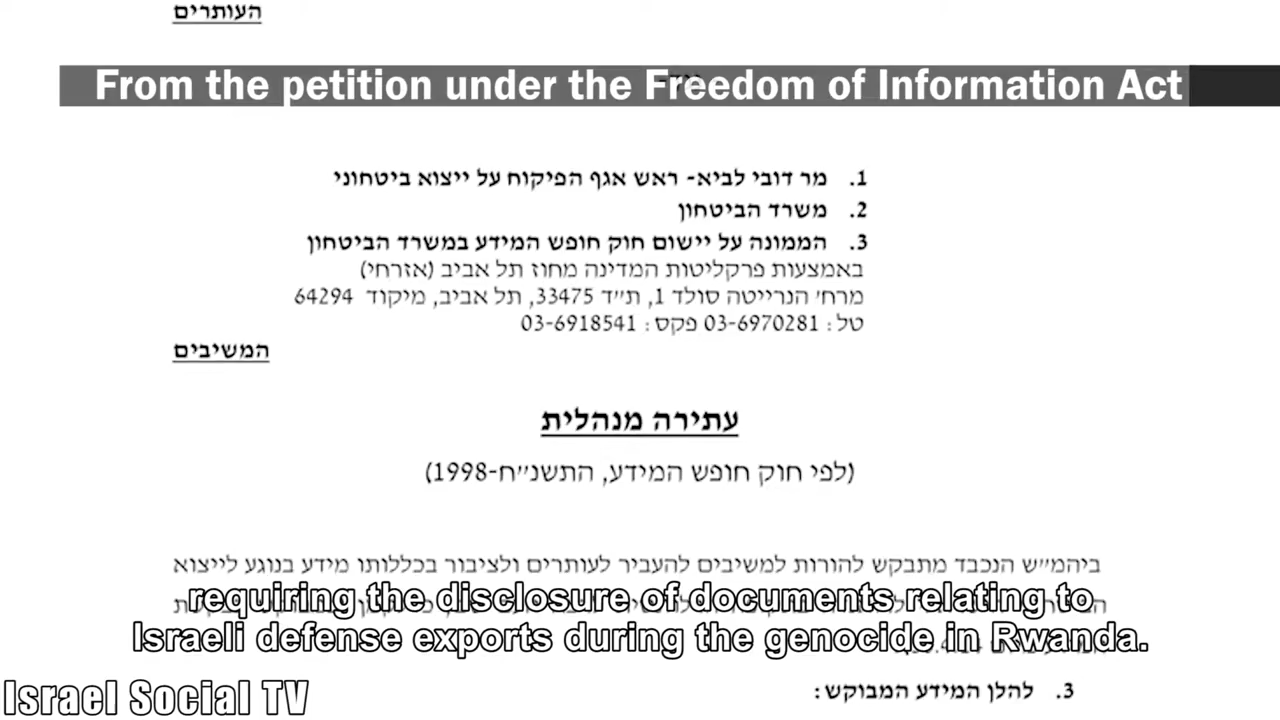 העותרים
From the petition under the Freedom of Information Act
1. מר דובי לביא- ראש אגף הפיקוח על ייצוא ביטחוני
2. משרד הביטחון
3. הממונה על יישום חוק חופש המידע במשרד הביטחון
באמצעות פרקליטות המדינה מחוז תל אביב (אזרחי)
מרח' הנרייטה סולד 1, ת"ד 33475, תל אביב, מיקוד 64294
טל: 03-6970281 פקס: 03-6918541
המשיבים
עתירה מנהלית
(לפי חוק חופש המידע, התשנ"ח-1998)
ביהמ"ש הנכבד מתבקש להורות למשיבים להעביר לעותרים ולציבור בכללותו מידע בנוגע לייצוא
requiring the disclosure of documents relating to
Israeli defense exports during the genocide in Rwanda.
3. להלן המידע המבוקש:
Israel Social TV